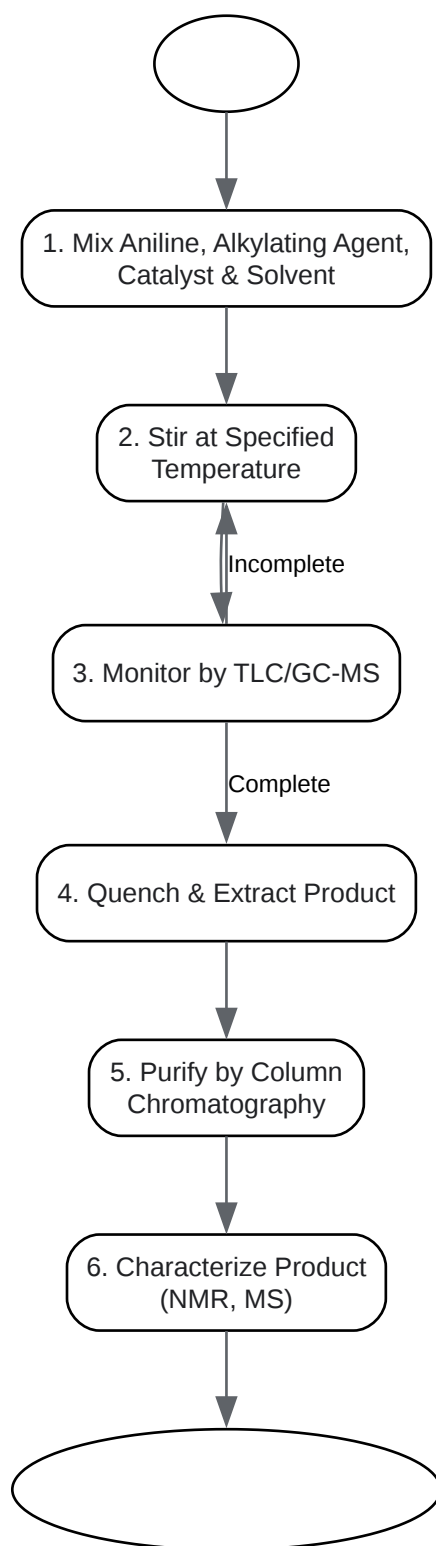 1. Mix Aniline, Alkylating Agent,
Catalyst & Solvent
2. Stir at Specified
Temperature
Incomplete
3. Monitor by TLC/GC-MS
Complete
4. Quench & Extract Product
5. Purify by Column
Chromatography
6. Characterize Product
(NMR, MS)